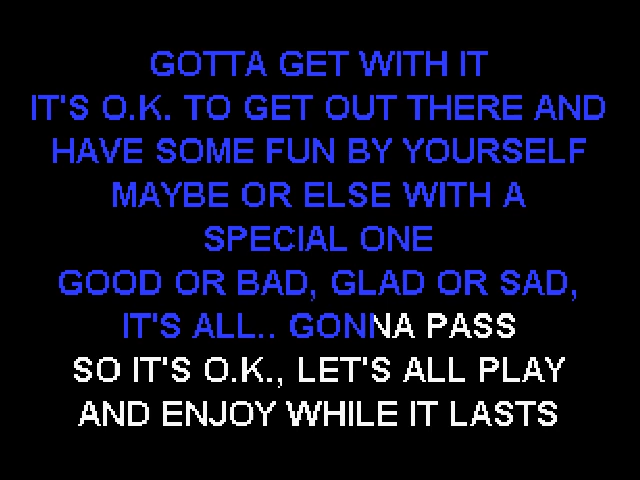 GOTTA GET WITH IT
IT'S O.K. TO GET OUT THERE AND
HAVE SOME FUN BY YOURSELF
MAYBE OR ELSE WITH A
SPECIAL ONE
GOOD OR BAD, GLAD OR SAD,
IT'S ALL.. GONNA PASS
SO IT'S O.K., LET'S ALL PLAY
AND ENJOY WHILE IT LASTS